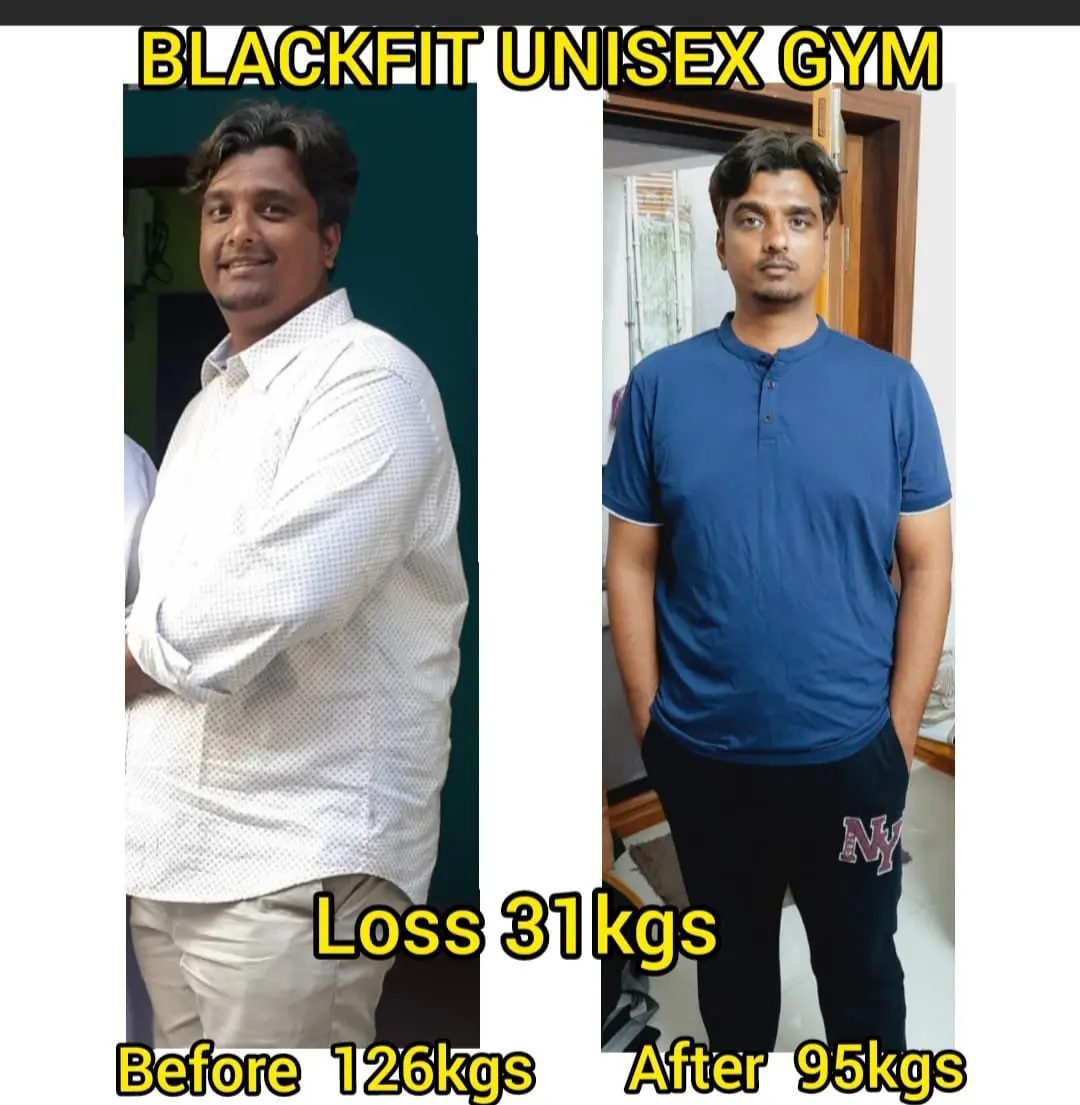 BLACKFIT UNISEX GYM
NY
Loss 31kgs
Before 126kgs
After 95kgs